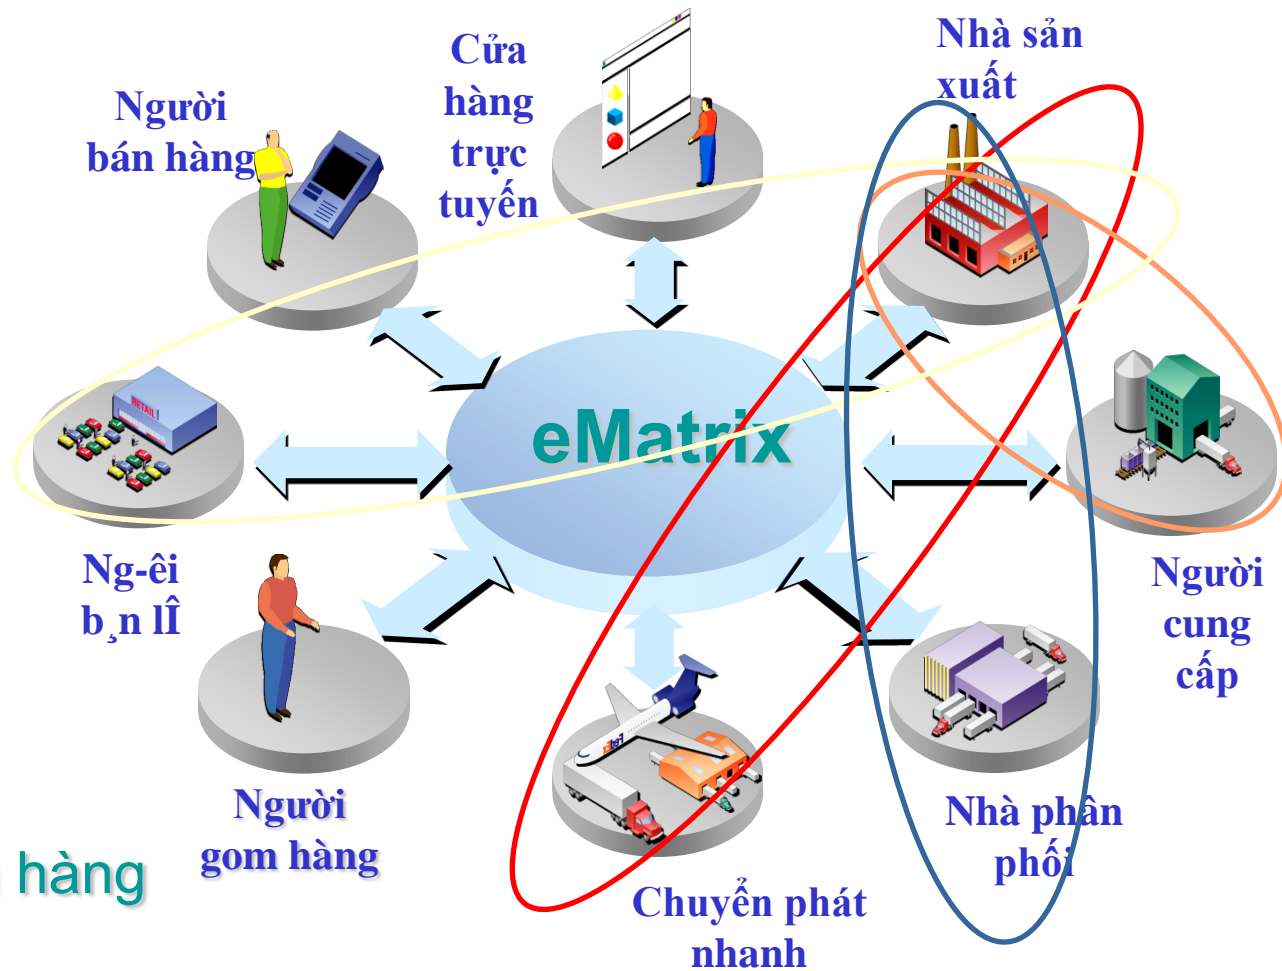 Nhà sản
xuất
Cửa
hàng
trực
tuyến
Người
bán hàng
RETAIL
eMatrix
Ng-êi
b¸n lÎ
Người
cung
cấp
FedEx
Người
gom hàng
Nhà phân
phối
hàng
Chuyển phát
nhanh